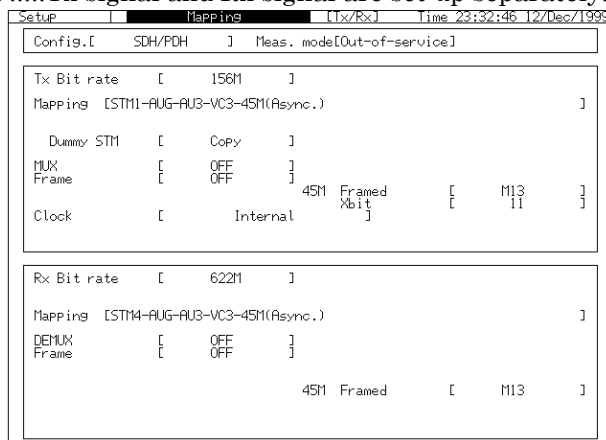 Tx signal and Rx signal are set up separately.
Setup Mapping [Tx/Rx] Time 23:32:46 12/Dec/1999
Config.[ SDH/PDH ] Meas. mode[Out-of-service]
Tx Bit rate [ 156M ]
Mapping [STM1-AUG-AU3-VC3-45M(Async.) ]
Dummy STM [ Copy ]
MUX [ OFF ]
Frame [ OFF ]
45M Framed [ M13 ]
Xbit [ 11 ]
Clock [ Internal ]
Rx Bit rate [ 622M ]
Mapping [STM4-AUG-AU3-VC3-45M(Async.) ]
DEMUX [ OFF ]
Frame [ OFF ]
45M Framed [ M13 ]